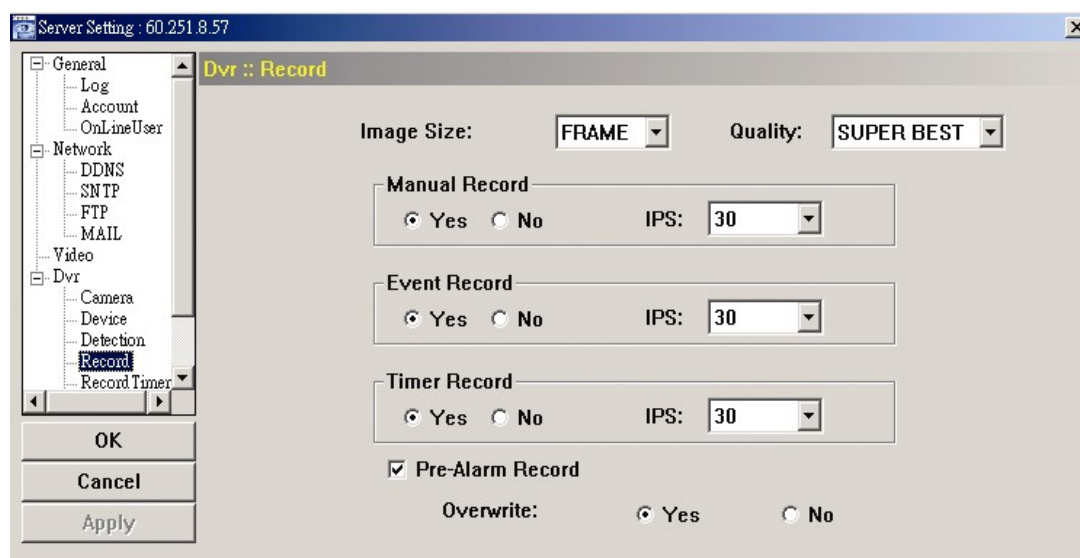 Server Setting : 60.251.8.57
General
Log
Account
OnLineUser
Network
DDNS
SNTP
FTP
MAIL
Video
Dvr
Camera
Device
Detection
Record
Record Timer
OK
Cancel
Apply
Dvr :: Record
Image Size: FRAME Quality: SUPER BEST
Manual Record
Yes No IPS: 30
Event Record
Yes No IPS: 30
Timer Record
Yes No IPS: 30
Pre-Alarm Record
Overwrite: Yes No